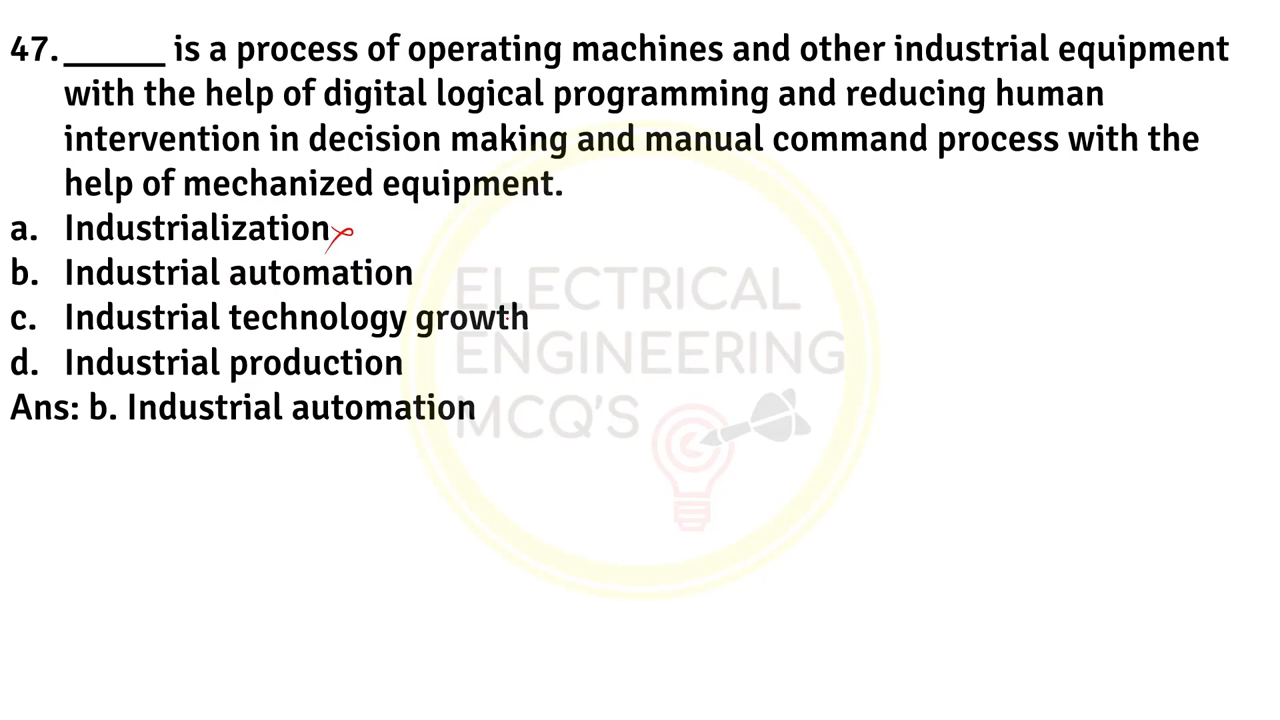 47.______ is a process of operating machines and other industrial equipment
with the help of digital logical programming and reducing human
intervention in decision making and manual command process with the
help of mechanized equipment.
a. Industrialization
b. Industrial automation
c. Industrial technology growth
d. Industrial production
Ans: b. Industrial automation
ELECTRICAL
ENGINEERING
MCQ'S